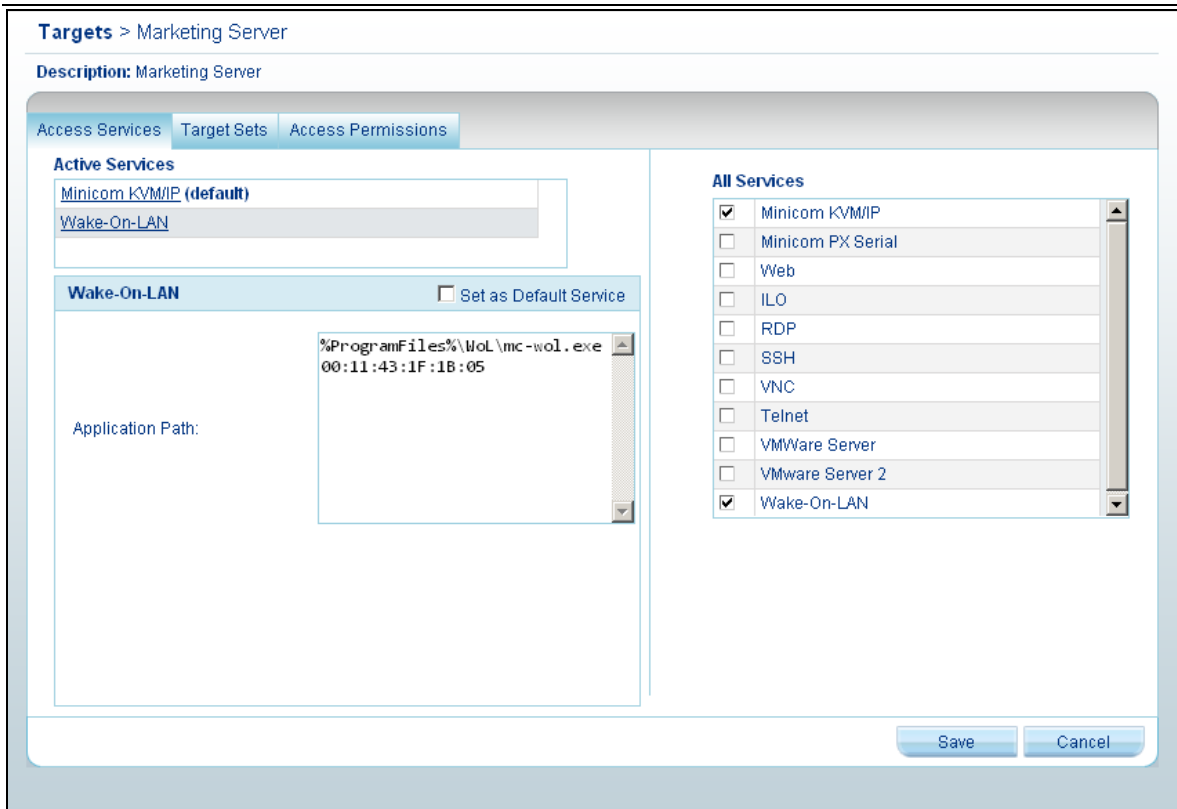 Targets > Marketing Server
Description: Marketing Server
Access Services
Target Sets
Access Permissions
Active Services
Minicom KVM/IP (default)
Wake-On-LAN
Wake-On-LAN
Set as Default Service
Application Path:
%ProgramFiles%\WoL\mc-wol.exe
00:11:43:1F:1B:05
All Services
Minicom KVM/IP
Minicom PX Serial
Web
ILO
RDP
SSH
VNC
Telnet
VMWare Server
VMware Server 2
Wake-On-LAN
Save
Cancel